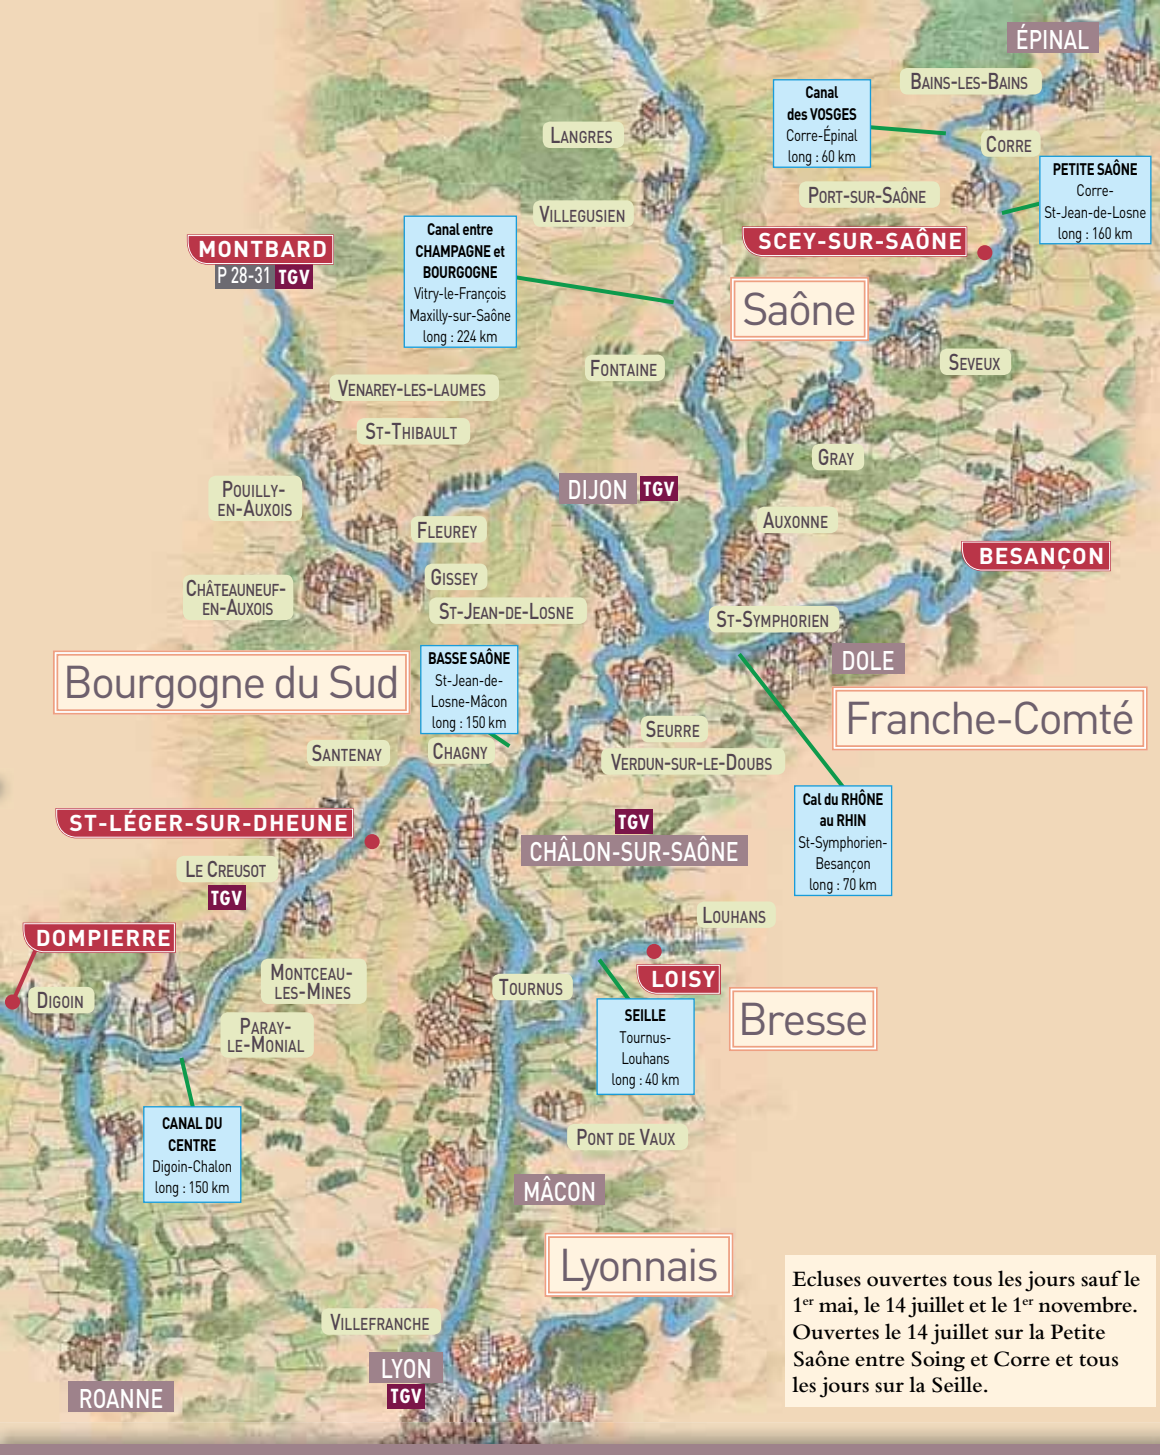 ÉPINAL
BAINS-LES-BAINS
Canal
des VOSGES
Corre-Épinal
long : 60 km
LANGRES
CORRE
PETITE SAÔNE
Corre-
St-Jean-de-Losne
long : 160 km
PORT-SUR-SAÔNE
VILLEGUSIEN
Canal entre
CHAMPAGNE et
BOURGOGNE
Vitry-le-François
Maxilly-sur-Saône
long : 224 km
MONTBARD
P 28-31 TGV
SCEY-SUR-SAÔNE
Saône
FONTAINE
SEVEUX
VENAREY-LES-LAUMES
ST-THIBAULT
GRAY
POUILLY-
EN-AUXOIS
DIJON TGV
FLEUREY
AUXONNE
BESANÇON
GISSEY
CHÂTEAUNEUF-
EN-AUXOIS
ST-JEAN-DE-LOSNE
ST-SYMPHORIEN
DOLE
BASSE SAÔNE
St-Jean-de-
Losne-Mâcon
long : 150 km
Bourgogne du Sud
Franche-Comté
SEURRE
SANTENAY
CHAGNY
VERDUN-SUR-LE-DOUBS
Cal du RHÔNE
au RHIN
St-Symphorien-
Besançon
long : 70 km
ST-LÉGER-SUR-DHEUNE
TGV
CHÂLON-SUR-SAÔNE
LE CREUSOT
TGV
LOUHANS
DOMPIERRE
LOISY
MONTCEAU-
LES-MINES
TOURNUS
DIGOIN
SEILLE
Tournus-
Louhans
long : 40 km
Bresse
PARAY-
LE-MONIAL
CANAL DU
CENTRE
Digoin-Chalon
long : 150 km
PONT DE VAUX
MÂCON
Lyonnais
Ecluses ouvertes tous les jours sauf le
1er mai, le 14 juillet et le 1er novembre.
Ouvertes le 14 juillet sur la Petite
Saône entre Soing et Corre et tous
les jours sur la Seille.
VILLEFRANCHE
LYON
TGV
ROANNE